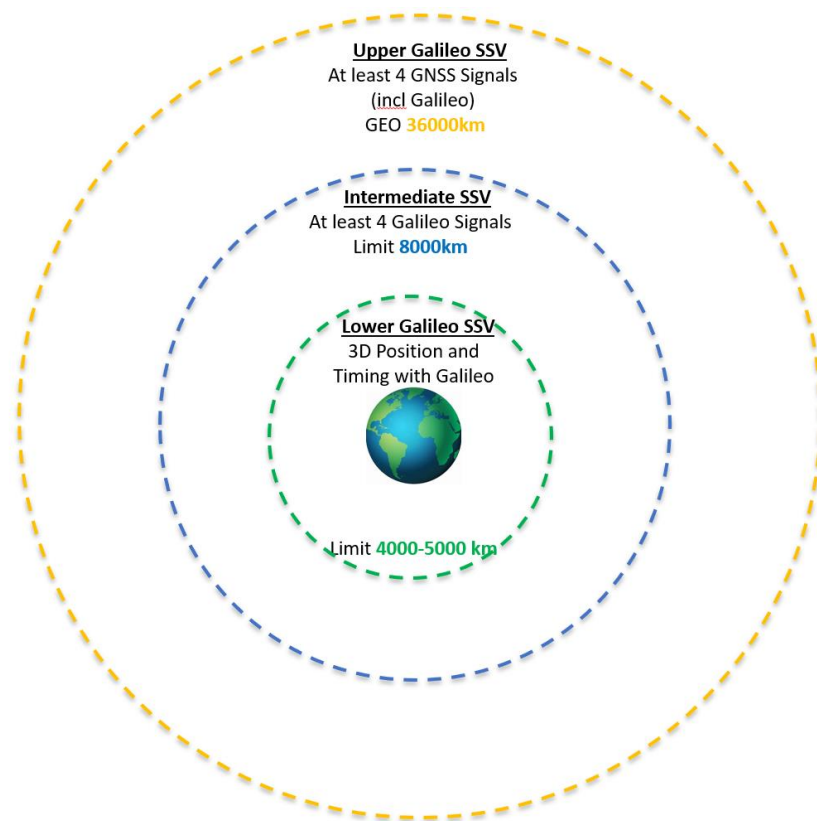 Upper Galileo SSV
At least 4 GNSS Signals
(incl Galileo)
GEO 36000km
Intermediate SSV
At least 4 Galileo Signals
Limit 8000km
Lower Galileo SSV
3D Position and
Timing with Galileo
Limit 4000-5000 km